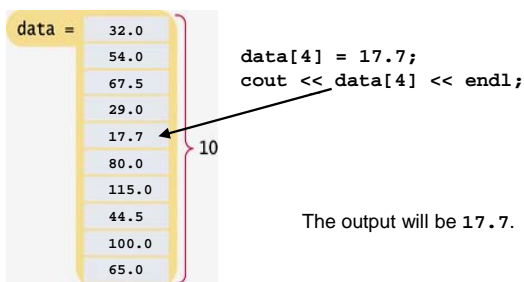 data = 32.0
54.0
67.5
29.0
17.7
80.0
115.0
44.5
100.0
65.0
10
data[4] = 17.7;
cout << data[4] << endl;
The output will be 17.7.